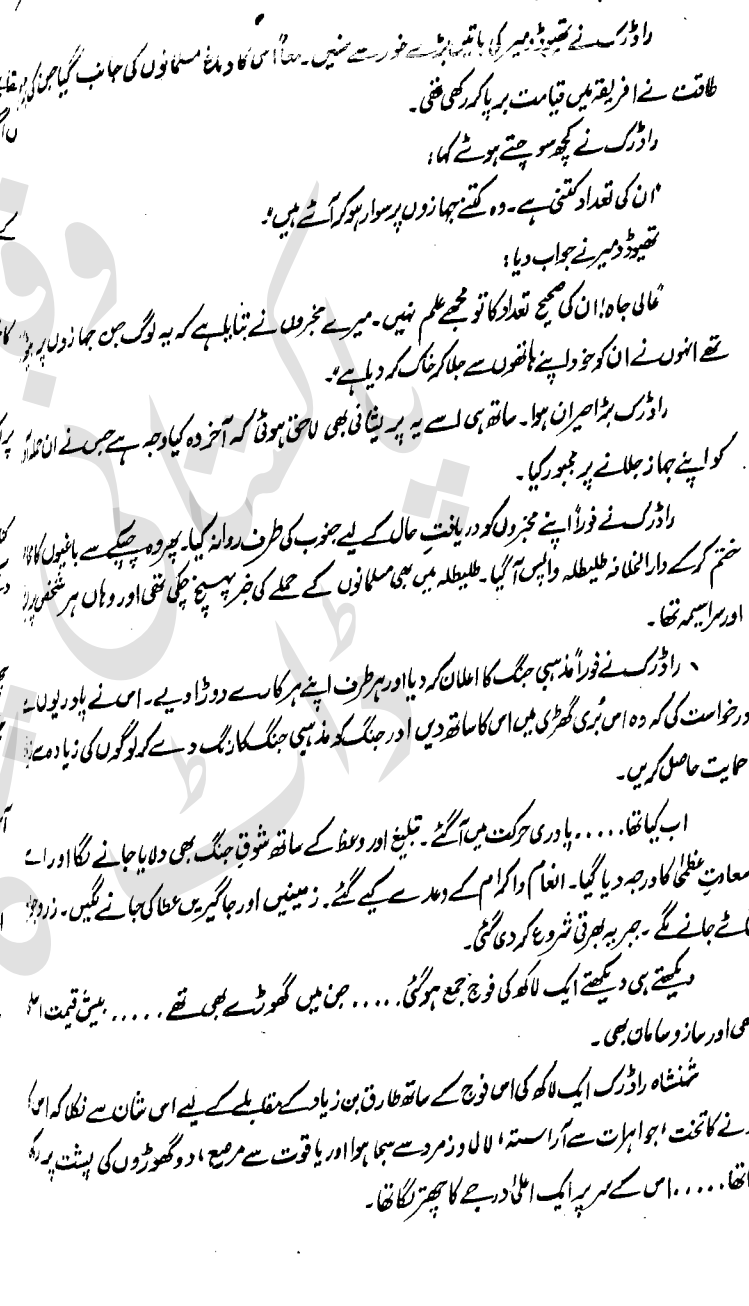 راڈرک نے تھیوڈومیر کی باتیں بڑے غور سے سنیں۔ معاً اس کا دماغ مسلمانوں کی جانب گیا جن کی
طاقت نے افریقہ میں قیامت برپا کر رکھی تھی۔
راڈرک نے کچھ سوچتے ہوئے کہا؛
"ان کی تعداد کتنی ہے۔ وہ کتنے جہازوں پر سوار ہو کر آئے ہیں"۔
تھیوڈومیر نے جواب دیا؛
"عالی جاہ! ان کی صحیح تعداد کا تو مجھے علم نہیں۔ میرے مخبروں نے بتایا ہے کہ یہ لوگ جن جہازوں پر
تھے انہوں نے ان کو خود اپنے ہاتھوں سے جلا کر خاک کر دیا ہے"۔
راڈرک بڑا حیران ہوا۔ ساتھ ہی اسے یہ پریشانی بھی لاحق ہوئی کہ آخر وہ کیا وجہ ہے جس نے ان
کو اپنے جہاز جلانے پر مجبور کیا۔
راڈرک نے فوراً اپنے مخبروں کو دریافتِ حال کے لیے جنوب کی طرف روانہ کیا۔ پھر وہ چپکے سے باغیوں کا
ختم کر کے دارالخلافہ طلیطلہ واپس آ گیا۔ طلیطلہ میں بھی مسلمانوں کے حملے کی خبر پہنچ چکی تھی اور وہاں ہر شخص
اور سراسیمہ تھا۔
راڈرک نے فوراً مذہبی جنگ کا اعلان کر دیا اور ہر طرف اپنے ہرکارے دوڑا دیے۔ اس نے پادریوں سے
درخواست کی کہ وہ اس بُری گھڑی میں اس کا ساتھ دیں اور جنگ کو مذہبی جنگ کا رنگ دے کر لوگوں کی زیادہ سے
حمایت حاصل کریں۔
اب کیا تھا ..... پادری حرکت میں آ گئے۔ تبلیغ اور وعظ کے ساتھ شوقِ جنگ بھی دلایا جانے لگا اور اسے
سعادتِ عظمیٰ کا درجہ دیا گیا۔ انعام و اکرام کے وعدے کیے گئے۔ زمینیں اور جاگیریں عطا کی جانے لگیں۔
جانے لگے۔ جبریہ بھرتی شروع کر دی گئی۔
دیکھتے ہی دیکھتے ایک لاکھ کی فوج جمع ہو گئی ..... جن میں گھوڑے بھی تھے ..... بیش قیمت
اور ساز و سامان بھی۔
شہنشاہ راڈرک ایک لاکھ کی اس فوج کے ساتھ طارق بن زیاد کے مقابلے کے لیے اس شان سے نکلا کہ اس کا
کا تخت، جواہرات سے آراستہ، لال و زمرد سے سجا ہوا اور یاقوت سے مرصع، دو گھوڑوں کی پشت پر
تھا ..... اس کے سر پر ایک اعلیٰ درجے کا چھتر لگا تھا۔
پاکستانی
ڈاٹ